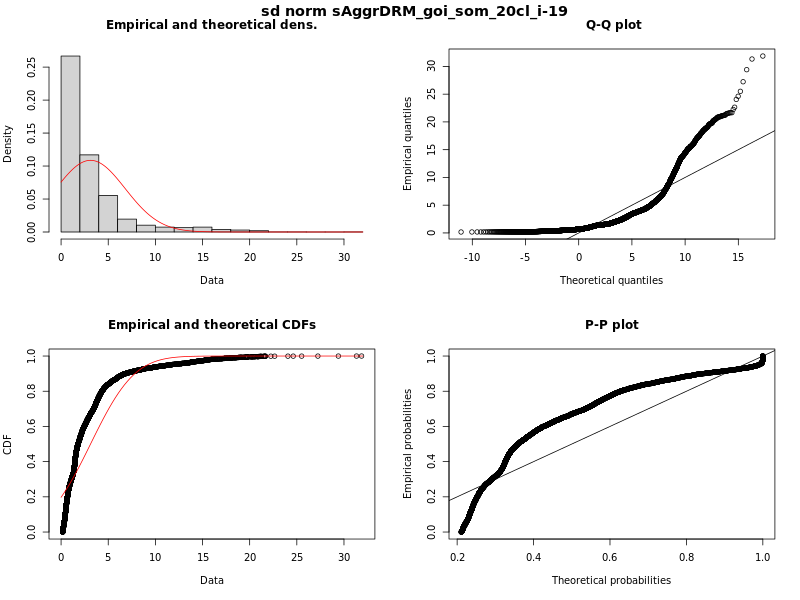 sd norm sAggrDRM_goi_som_20cl_i-19
Empirical and theoretical dens.
Density
0.00 0.05 0.10 0.15 0.20 0.25
0 5 10 15 20 25 30
Data
Q-Q plot
Empirical quantiles
0 5 10 15 20 25 30
-10 -5 0 5 10 15
Theoretical quantiles
Empirical and theoretical CDFs
CDF
0.0 0.2 0.4 0.6 0.8 1.0
0 5 10 15 20 25 30
Data
P-P plot
Empirical probabilities
0.0 0.2 0.4 0.6 0.8 1.0
0.2 0.4 0.6 0.8 1.0
Theoretical probabilities